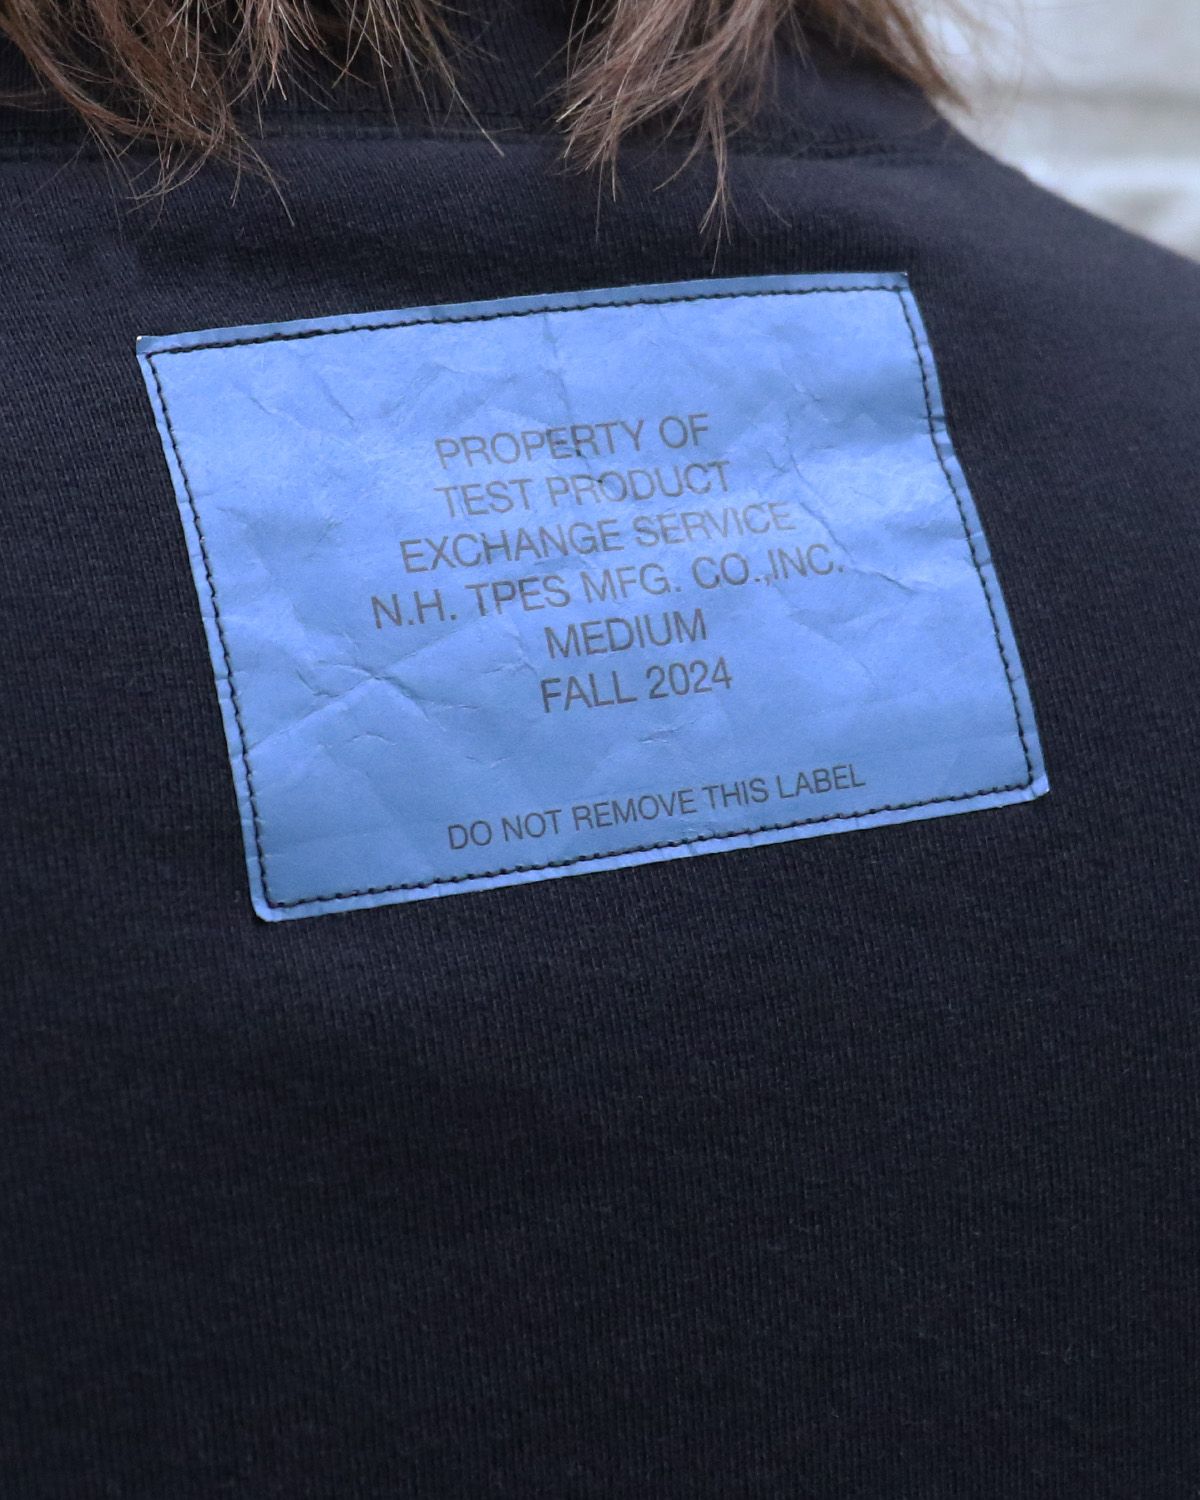 PROPERTY OF
TEST PRODUCT
EXCHANGE SERVICE
N.H. TPES MFG. CO.,INC.
MEDIUM
FALL 2024
DO NOT REMOVE THIS LABEL